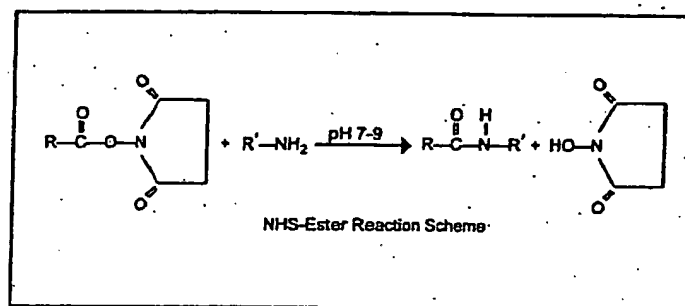 O O
O H O
R—C—O—N + R'—NH₂ pH 7-9 R—C—N—R' + HO—N
O O
NHS-Ester Reaction Scheme